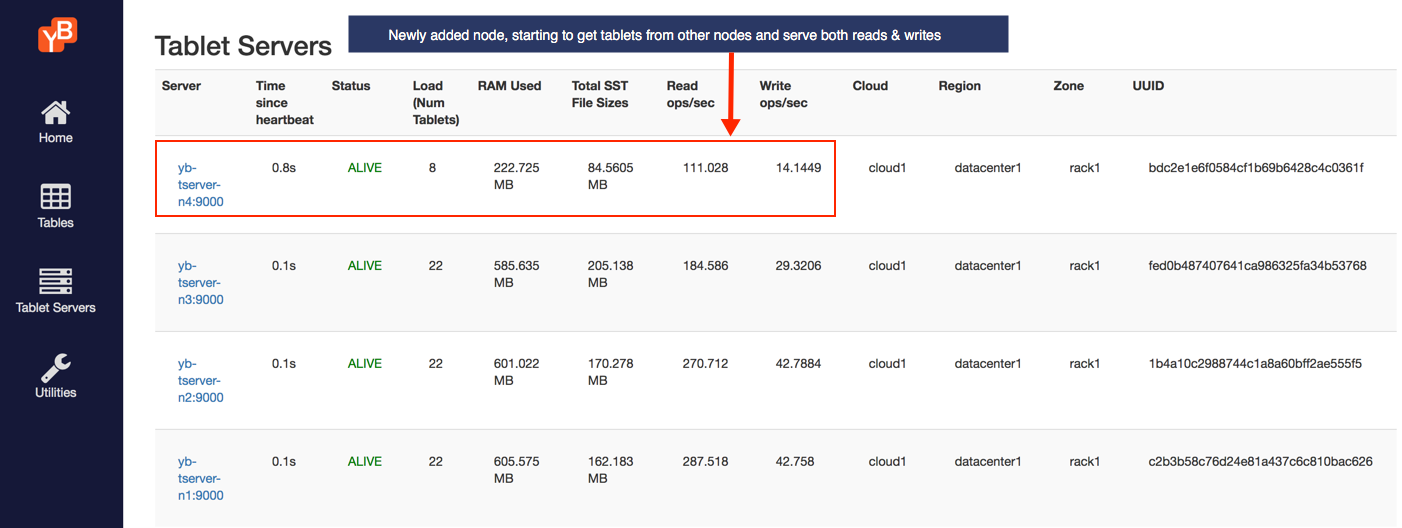 YB
Home
Tables
Tablet Servers
Utilities
Tablet Servers
Newly added node, starting to get tablets from other nodes and serve both reads & writes
Server
Time
since
heartbeat
Status
Load
(Num
Tablets)
RAM Used
Total SST
File Sizes
Read
ops/sec
Write
ops/sec
Cloud
Region
Zone
UUID
yb-
tserver-
n4:9000
0.8s
ALIVE
8
222.725
MB
84.5605
MB
111.028
14.1449
cloud1
datacenter1
rack1
bdc2e1e6f0584cf1b69b6428c4c0361f
yb-
tserver-
n3:9000
0.1s
ALIVE
22
585.635
MB
205.138
MB
184.586
29.3206
cloud1
datacenter1
rack1
fed0b487407641ca986325fa34b53768
yb-
tserver-
n2:9000
0.1s
ALIVE
22
601.022
MB
170.278
MB
270.712
42.7884
cloud1
datacenter1
rack1
1b4a10c2988744c1a8a60bff2ae555f5
yb-
tserver-
n1:9000
0.1s
ALIVE
22
605.575
MB
162.183
MB
287.518
42.758
cloud1
datacenter1
rack1
c2b3b58c76d24e81a437c6c810bac626